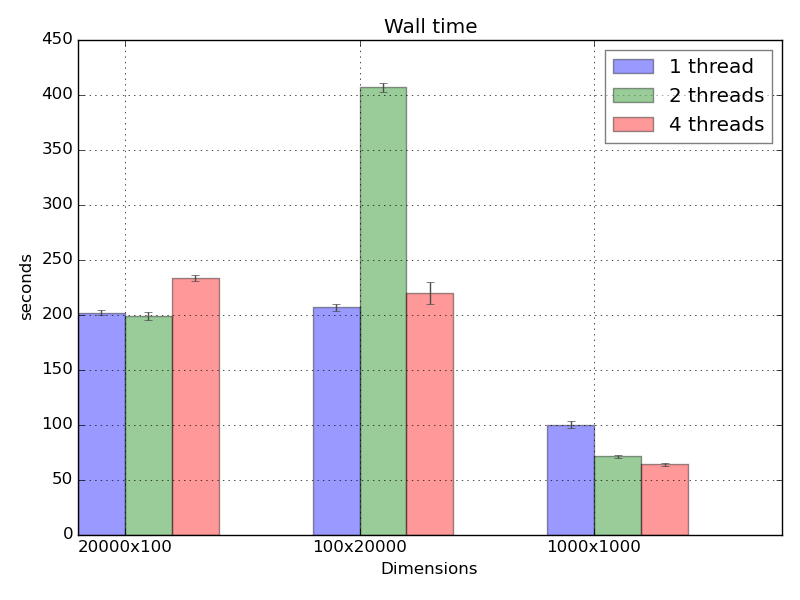 Wall time
450
400
350
300
250
200
150
100
50
0
seconds
1 thread
2 threads
4 threads
20000x100
100x20000
1000x1000
Dimensions